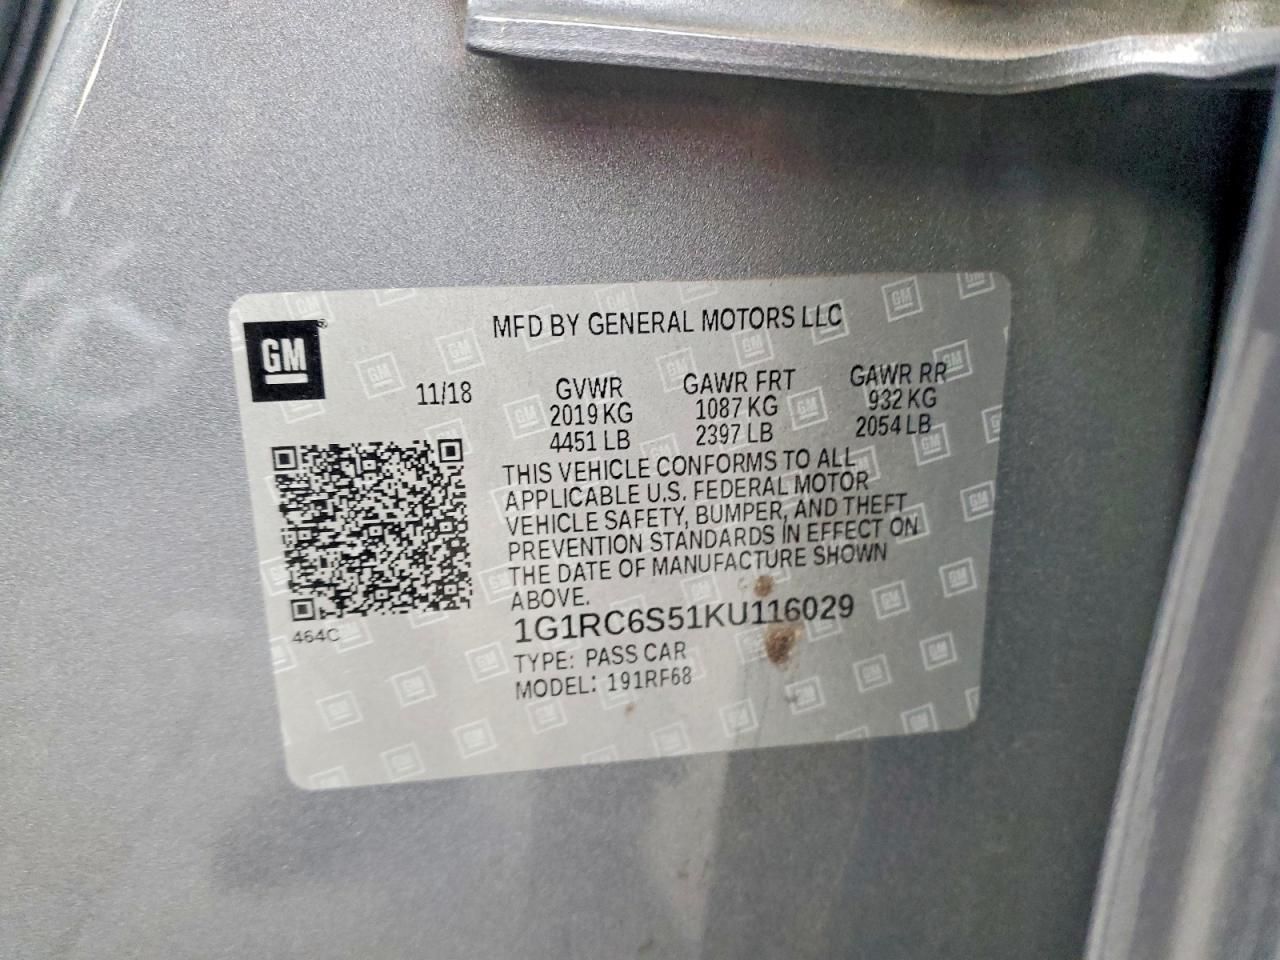 GM®
MFD BY GENERAL MOTORS LLC
11/18
GVWR GAWR FRT GAWR RR
2019 KG 1087 KG 932 KG
4451 LB 2397 LB 2054 LB
THIS VEHICLE CONFORMS TO ALL
APPLICABLE U.S. FEDERAL MOTOR
VEHICLE SAFETY, BUMPER, AND THEFT
PREVENTION STANDARDS IN EFFECT ON
THE DATE OF MANUFACTURE SHOWN
ABOVE.
464C
1G1RC6S51KU116029
TYPE: PASS CAR
MODEL: 191RF68